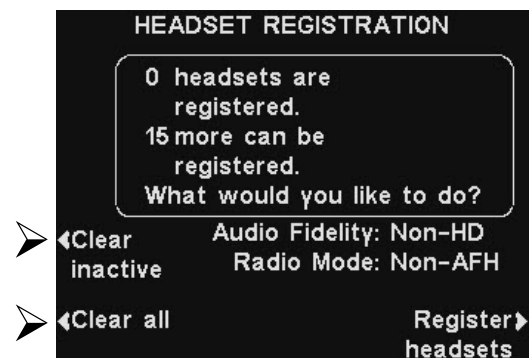 HEADSET REGISTRATION
0 headsets are
registered.
15 more can be
registered.
What would you like to do?
Clear
inactive
Audio Fidelity: Non-HD
Radio Mode: Non-AFH
Clear all
Register
headsets